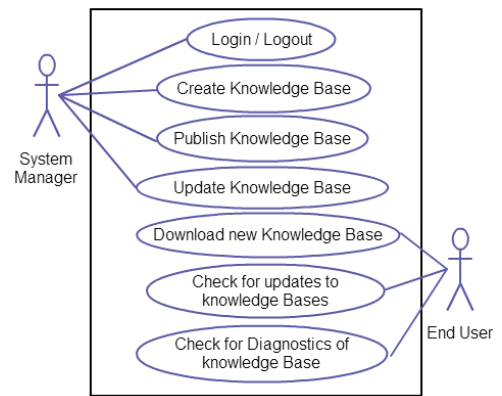 Login / Logout
Create Knowledge Base
Publish Knowledge Base
System
Manager
Update Knowledge Base
Download new Knowledge Base
Check for updates to
knowledge Bases
End User
Check for Diagnostics of
knowledge Base